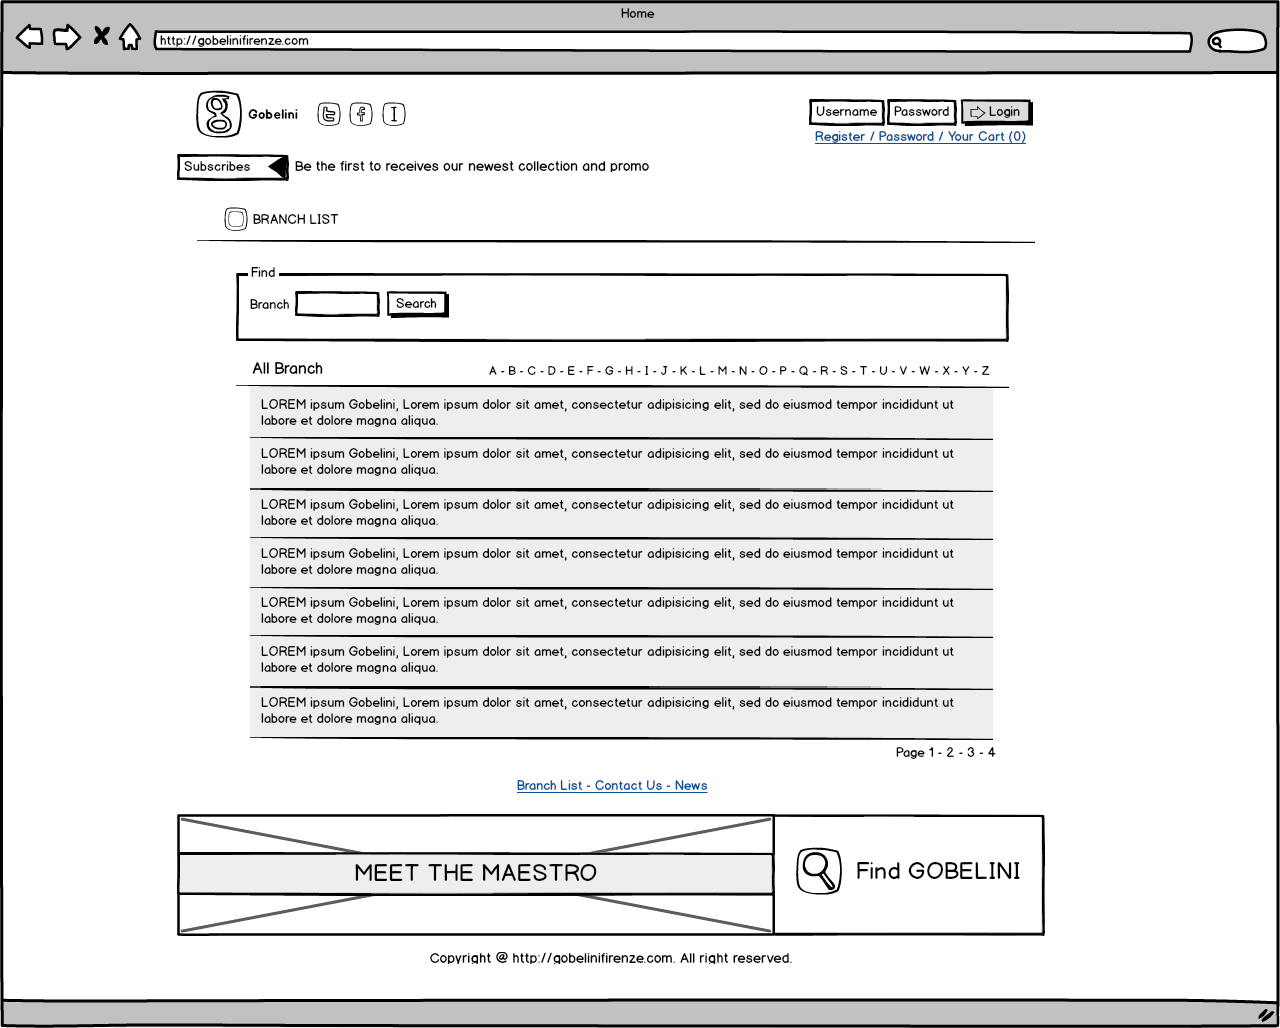 Home
http://gobelinifirenze.com
g Gobelini t f I
Username Password Login
Register / Password / Your Cart (0)
Subscribes Be the first to receives our newest collection and promo
BRANCH LIST
Find
Branch Search
All Branch A - B - C - D - E - F - G - H - I - J - K - L - M - N - O - P - Q - R - S - T - U - V - W - X - Y - Z
LOREM ipsum Gobelini, Lorem ipsum dolor sit amet, consectetur adipisicing elit, sed do eiusmod tempor incididunt ut
labore et dolore magna aliqua.
LOREM ipsum Gobelini, Lorem ipsum dolor sit amet, consectetur adipisicing elit, sed do eiusmod tempor incididunt ut
labore et dolore magna aliqua.
LOREM ipsum Gobelini, Lorem ipsum dolor sit amet, consectetur adipisicing elit, sed do eiusmod tempor incididunt ut
labore et dolore magna aliqua.
LOREM ipsum Gobelini, Lorem ipsum dolor sit amet, consectetur adipisicing elit, sed do eiusmod tempor incididunt ut
labore et dolore magna aliqua.
LOREM ipsum Gobelini, Lorem ipsum dolor sit amet, consectetur adipisicing elit, sed do eiusmod tempor incididunt ut
labore et dolore magna aliqua.
LOREM ipsum Gobelini, Lorem ipsum dolor sit amet, consectetur adipisicing elit, sed do eiusmod tempor incididunt ut
labore et dolore magna aliqua.
LOREM ipsum Gobelini, Lorem ipsum dolor sit amet, consectetur adipisicing elit, sed do eiusmod tempor incididunt ut
labore et dolore magna aliqua.
Page 1 - 2 - 3 - 4
Branch List - Contact Us - News
MEET THE MAESTRO
Find GOBELINI
Copyright @ http://gobelinifirenze.com. All right reserved.